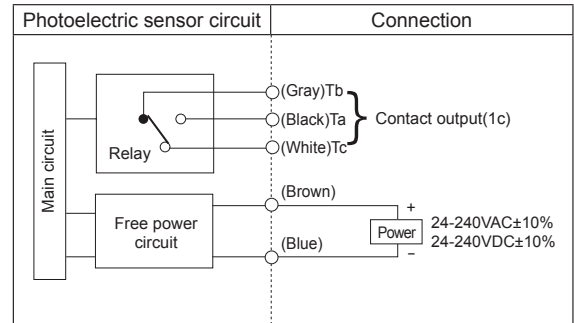 Photoelectric sensor circuit
Connection
Main circuit
Relay
(Gray)Tb
(Black)Ta
(White)Tc
Contact output(1c)
Free power
circuit
(Brown)
(Blue)
+
Power
−
24-240VAC±10%
24-240VDC±10%